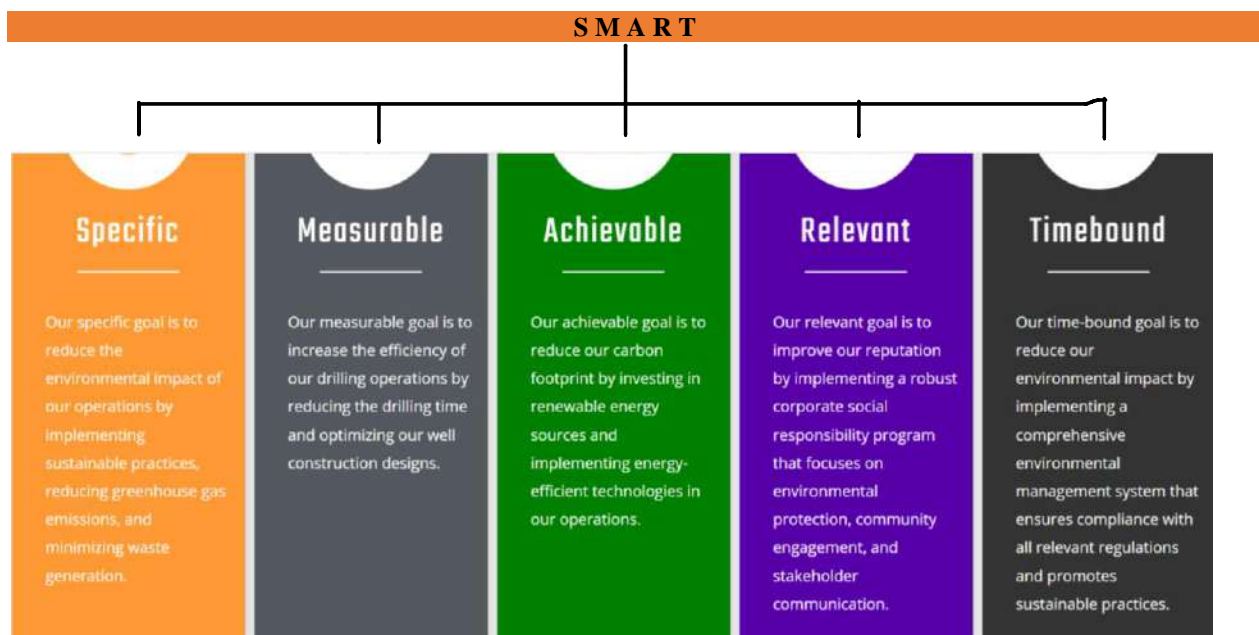 S M A R T
Specific
Our specific goal is to
reduce the
environmental impact of
our operations by
implementing
sustainable practices,
reducing greenhouse gas
emissions, and
minimizing waste
generation.
Measurable
Our measurable goal is to
increase the efficiency of
our drilling operations by
reducing the drilling time
and optimizing our well
construction designs.
Achievable
Our achievable goal is to
reduce our carbon
footprint by investing in
renewable energy
sources and
implementing energy-
efficient technologies in
our operations.
Relevant
Our relevant goal is to
improve our reputation
by implementing a robust
corporate social
responsibility program
that focuses on
environmental
protection, community
engagement, and
stakeholder
communication.
Timebound
Our time-bound goal is to
reduce our
environmental impact by
implementing a
comprehensive
environmental
management system that
ensures compliance with
all relevant regulations
and promotes
sustainable practices.